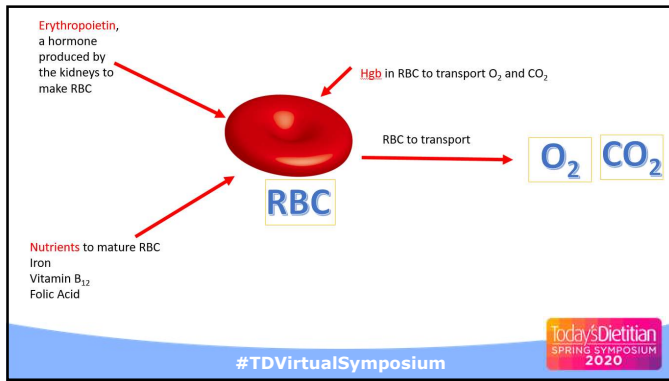 Erythropoietin,
a hormone
produced by
the kidneys to
make RBC
Hgb in RBC to transport O₂ and CO₂
RBC to transport
O₂
CO₂
RBC
Nutrients to mature RBC
Iron
Vitamin B₁₂
Folic Acid
#TDVirtualSymposium
Today'sDietitian
SPRING SYMPOSIUM
2020